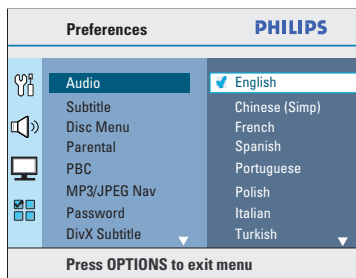 Preferences PHILIPS
Audio English
Subtitle Chinese (Simp)
Disc Menu French
Parental Spanish
PBC Portuguese
MP3/JPEG Nav Polish
Password Italian
DivX Subtitle Turkish
Press OPTIONS to exit menu